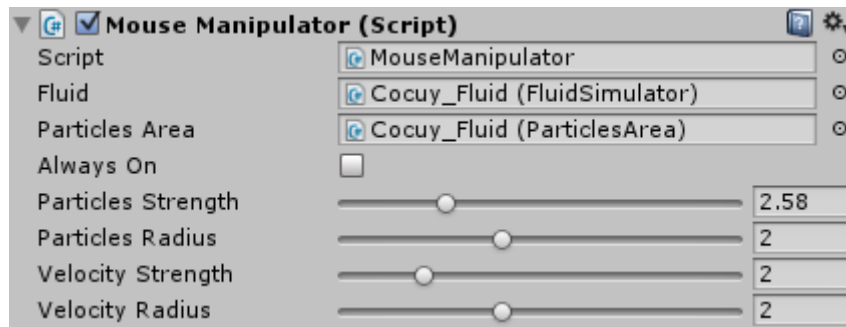 Mouse Manipulator (Script)
Script MouseManipulator
Fluid Cocuy_Fluid (FluidSimulator)
Particles Area Cocuy_Fluid (ParticlesArea)
Always On
Particles Strength 2.58
Particles Radius 2
Velocity Strength 2
Velocity Radius 2